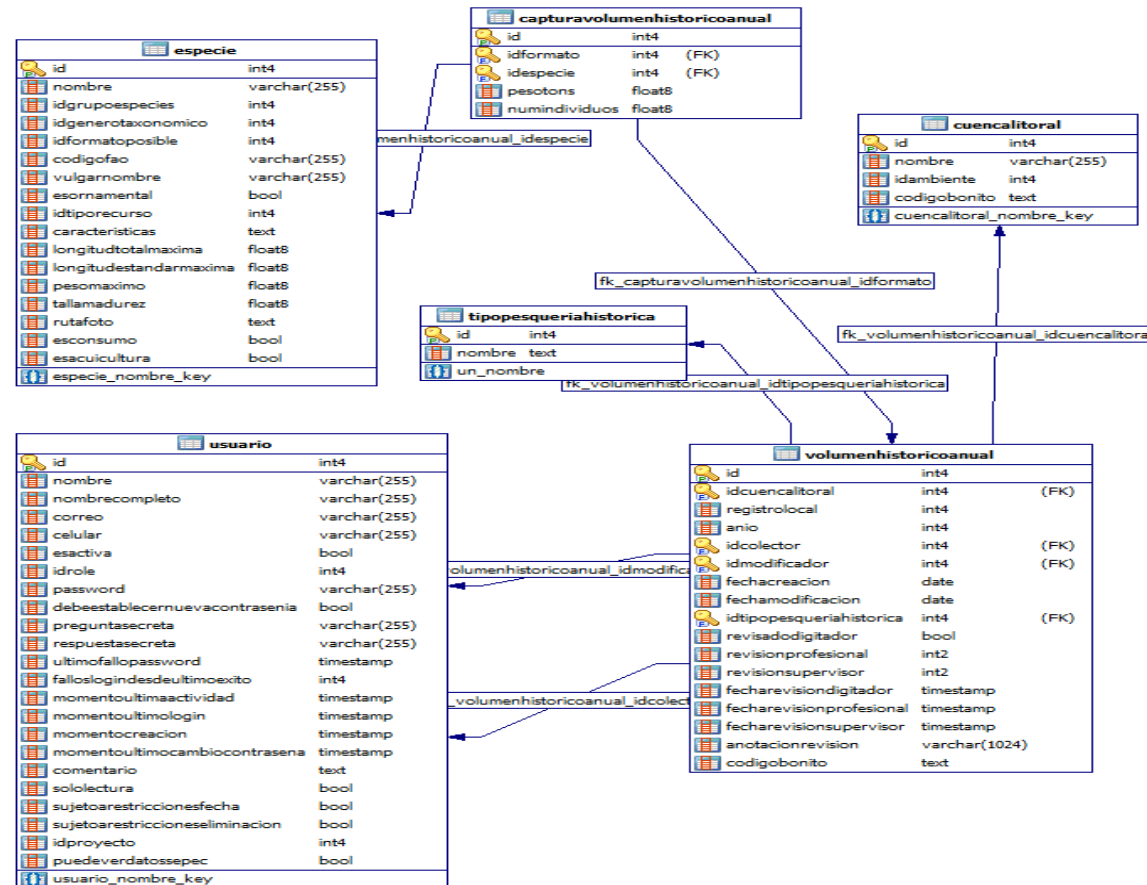 capturavolumenhistoricoanual
id int4
idformato int4 (FK)
idespecie int4 (FK)
pesotons float8
numindividuos float8
especie
id int4
nombre varchar(255)
idgrupoespecies int4
idgenerotaxonomico int4
idformatoposible int4
codigofao varchar(255)
vulgarnombre varchar(255)
esornamental bool
idtiporecurso int4
caracteristicas text
longitudtotalmaxima float8
longitudestandarmaxima float8
pesomaximo float8
tallamadurez float8
rutafoto text
esconsumo bool
esacuicultura bool
especie_nombre_key
menhistoricoanual_idespecie
cuencalitoral
id int4
nombre varchar(255)
idambiente int4
codigobonito text
cuencalitoral_nombre_key
fk_capturavolumenhistoricoanual_idformato
tipopesqueriahistorica
id int4
nombre text
un_nombre
fk_volumenhistoricoanual_idcuencalitora
fk_volumenhistoricoanual_idtipopesqueriahistorica
usuario
id int4
nombre varchar(255)
nombrecompleto varchar(255)
correo varchar(255)
celular varchar(255)
esactiva bool
idrole int4
password varchar(255)
debeestablecernuevacontrasenia bool
preguntasecreta varchar(255)
respuestasecreta varchar(255)
ultimofallopassword timestamp
falloslogindesdeultimoexito int4
momentoultimaactividad timestamp
momentoultimologin timestamp
momentocreacion timestamp
momentoultimocambiocontrasena timestamp
comentario text
sololectura bool
sujetoarestriccionesfecha bool
sujetoarestriccioneseliminacion bool
idproyecto int4
puedeverdatossepec bool
usuario_nombre_key
volumenhistoricoanual_idmodifica
_volumenhistoricoanual_idcolect
volumenhistoricoanual
id int4
idcuencalitoral int4 (FK)
registrolocal int4
anio int4
idcolector int4 (FK)
idmodificador int4 (FK)
fechacreacion date
fechamodificacion date
idtipopesqueriahistorica int4 (FK)
revisadodigitador bool
revisionprofesional int2
revisionsupervisor int2
fecharevisiondigitador timestamp
fecharevisionprofesional timestamp
fecharevisionsupervisor timestamp
anotacionrevision varchar(1024)
codigobonito text